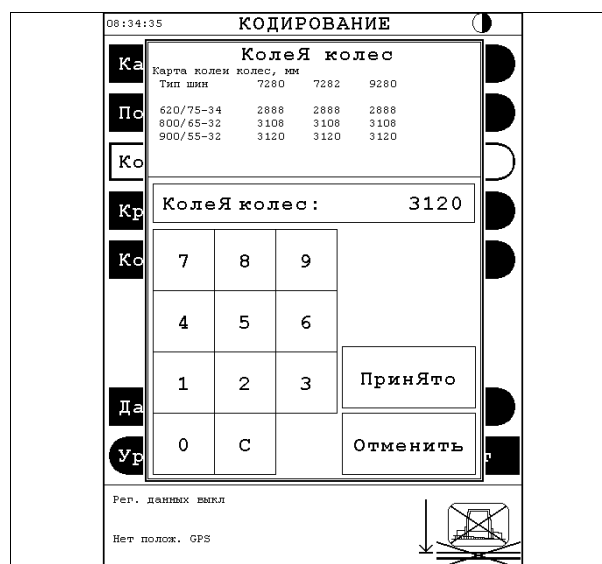 08:34:35 КОДИРОВАНИЕ
КолеЯ колес
Карта колеи колес, мм
Тип шин 7280 7282 9280
620/75-34 2888 2888 2888
800/65-32 3108 3108 3108
900/55-32 3120 3120 3120
Ка
По
Ко
Кр
Ко
КолеЯ колес: 3120
7 8 9
4 5 6
1 2 3 ПринЯто
0 C Отменить
Да
Ур
Рег. данных выкл
Нет полож. GPS